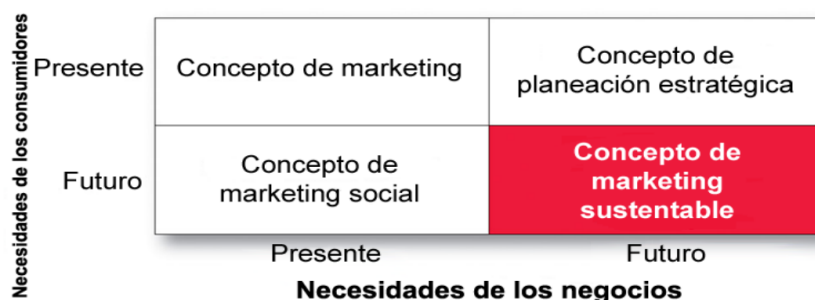 Necesidades de los consumidores
Presente
Concepto de marketing
Concepto de
planeación estratégica
Futuro
Concepto de
marketing social
Concepto de
marketing
sustentable
Presente
Futuro
Necesidades de los negocios